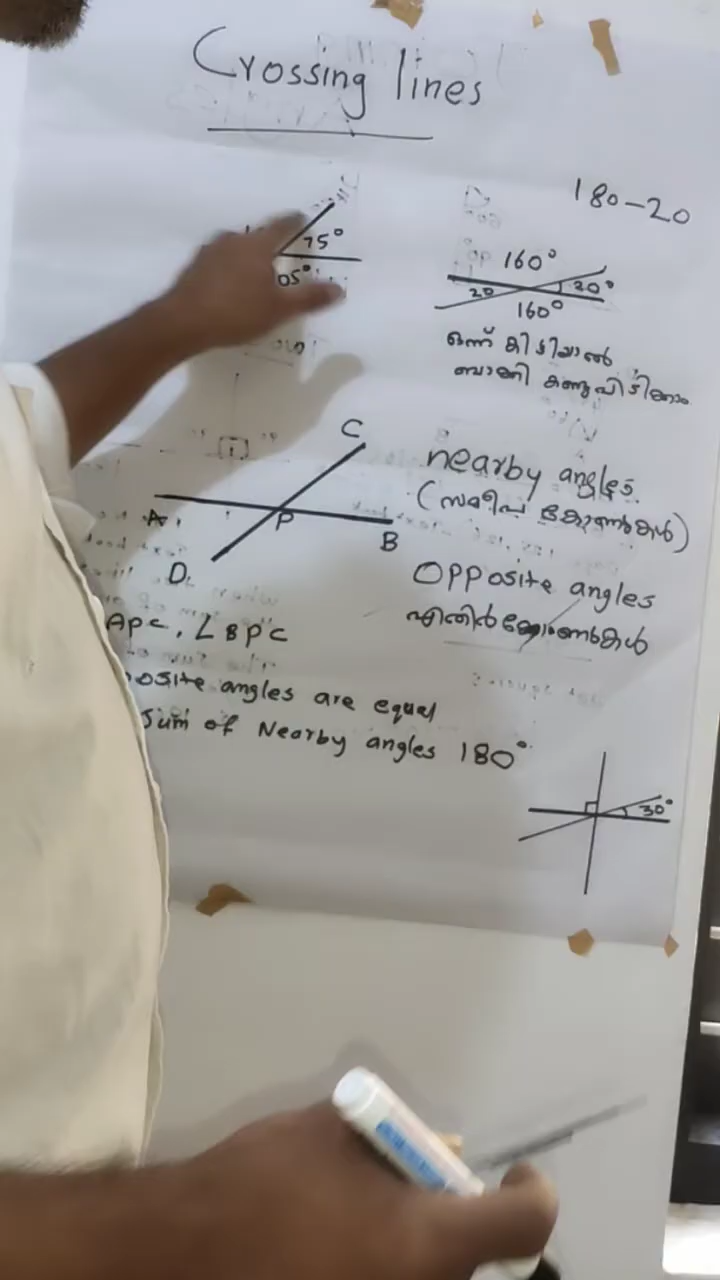 Crossing lines
180-20
75°
05°
160°
20
20°
160°
ഒന്ന് കിട്ടിയാൽ
ബാക്കി കണ്ടുപിടിക്കാം
C
A
P
B
D
nearby angles
(സമീപ കോണുകൾ)
Opposite angles
എതിർകോണുകൾ
APC, ∠BPC
osite angles are equal
Sum of Nearby angles 180°
30°